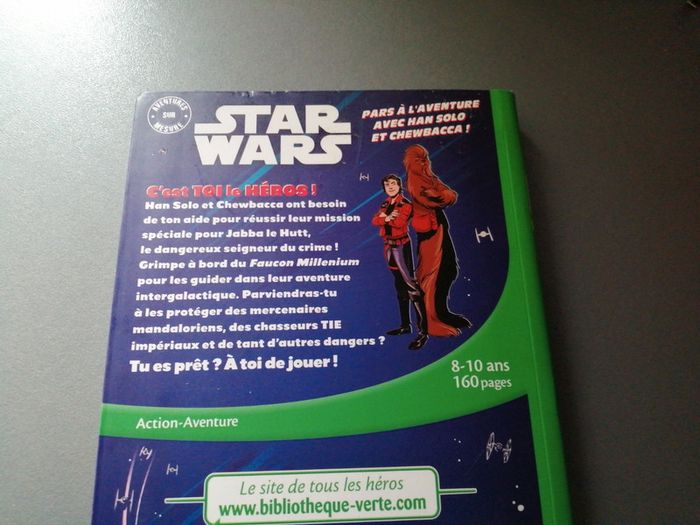 AVENTURES
SUR
MESURE
STAR
WARS
PARS À L'AVENTURE
AVEC HAN SOLO
ET CHEWBACCA !
C'est TOI le HÉROS !
Han Solo et Chewbacca ont besoin
de ton aide pour réussir leur mission
spéciale pour Jabba le Hutt,
le dangereux seigneur du crime !
Grimpe à bord du Faucon Millenium
pour les guider dans leur aventure
intergalactique. Parviendras-tu
à les protéger des mercenaires
mandaloriens, des chasseurs TIE
impériaux et de tant d'autres dangers ?
Tu es prêt ? À toi de jouer !
8-10 ans
160 pages
Action-Aventure
Le site de tous les héros
www.bibliotheque-verte.com